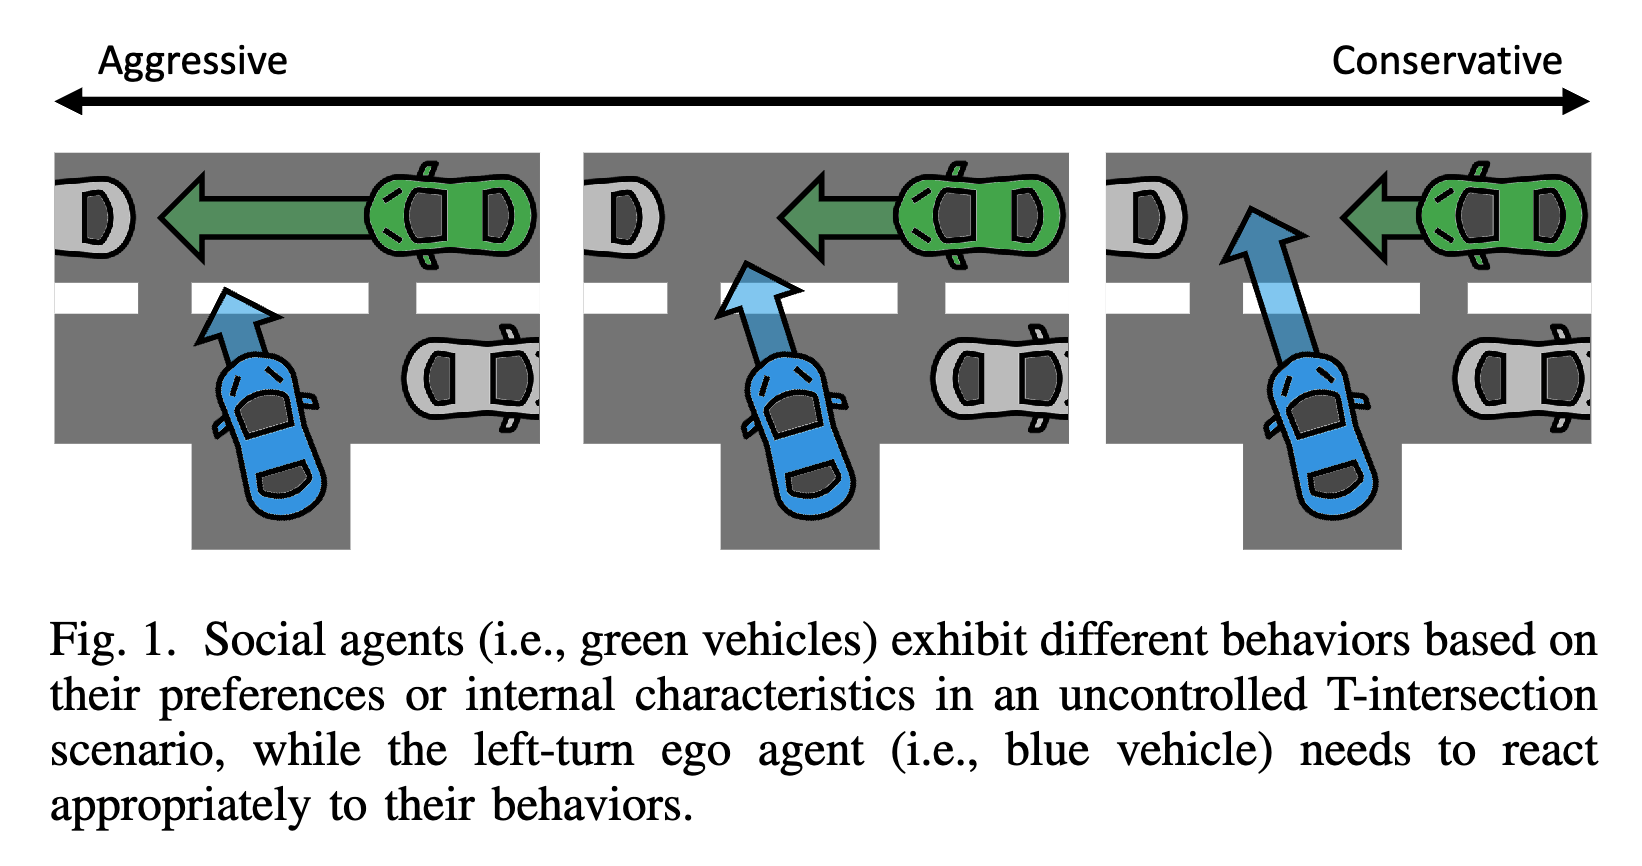 Aggressive
Conservative
Fig. 1. Social agents (i.e., green vehicles) exhibit different behaviors based on
their preferences or internal characteristics in an uncontrolled T-intersection
scenario, while the left-turn ego agent (i.e., blue vehicle) needs to react
appropriately to their behaviors.